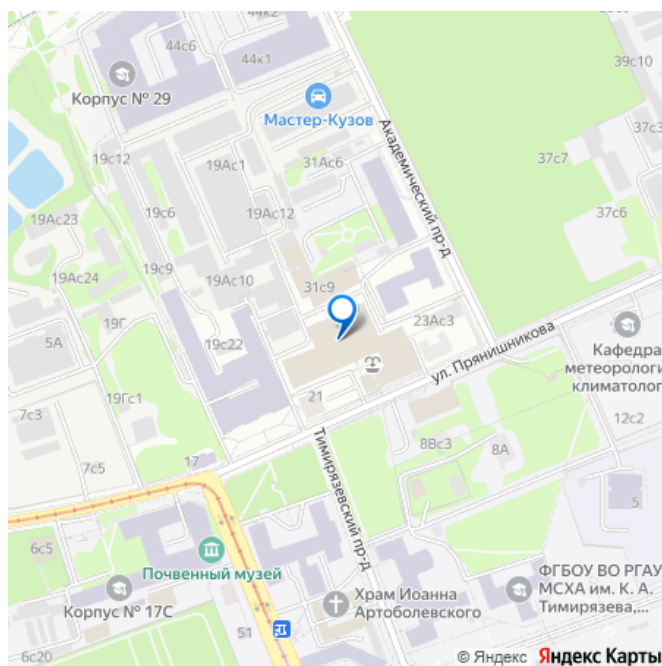 44к2
44с6
44к1
39с10
Корпус № 29
Мастер-Кузов
Академический пр-д
37с3
19с12
19Ас1
31Ас6
37с7
19Ас23
19с6
19Ас12
37с6
19с9
19Ас24
19Ас10
31с9
19Г
23Ас3
5А
19с22
ул. Прянишникова
Кафедра
метеорологии
климатолог
19Гс1
21
7с3
12с2
8Вс3
8А
17
7с5
Тимирязевский пр-д
5
6с5
Почвенный музей
ФГБОУ ВО РГАУ
МСХА им. К. А.
Тимирязева,...
Корпус № 17С
Храм Иоанна
Артоболевского
51
6с20
© Яндекс Яндекс Карты